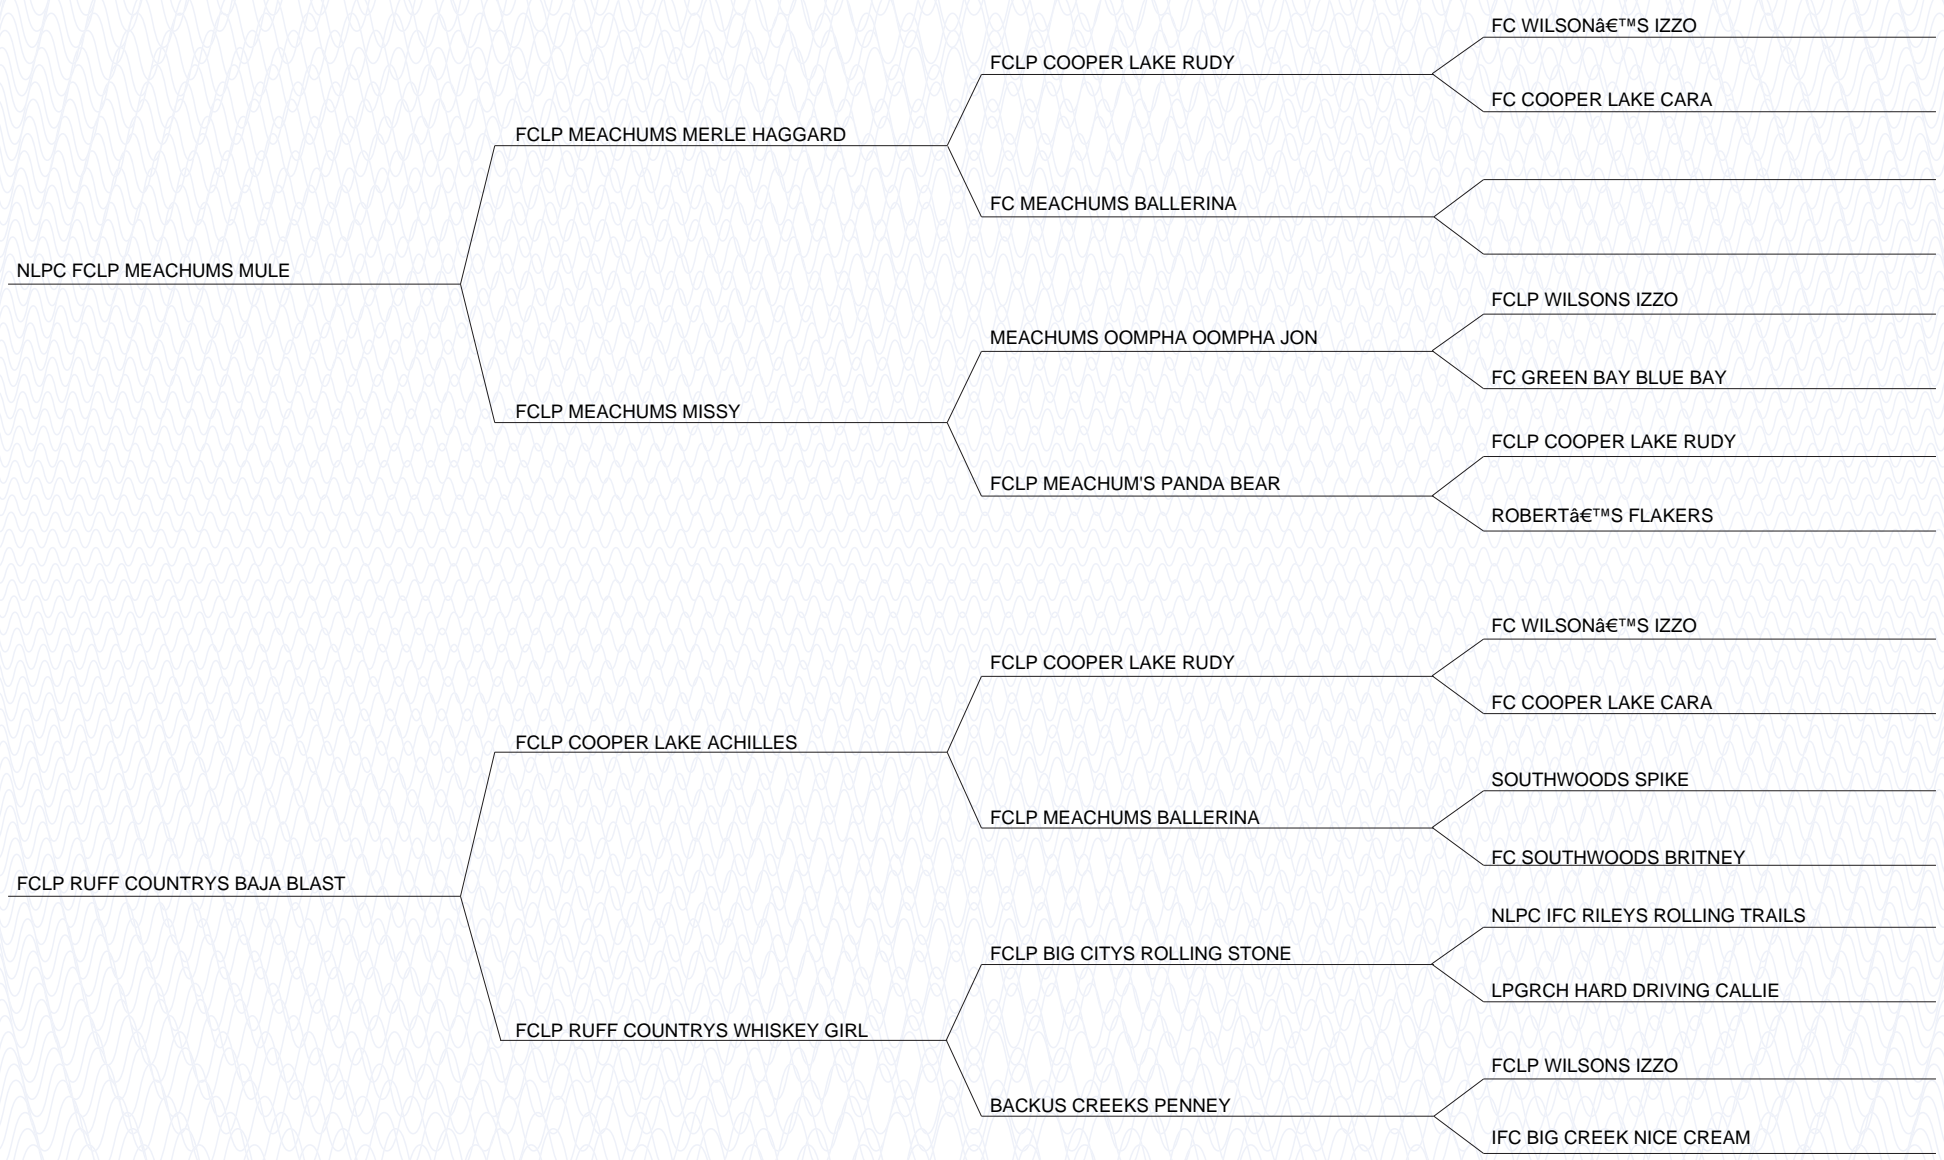 FC WILSONâ€™S IZZO
FCLP COOPER LAKE RUDY
FC COOPER LAKE CARA
FCLP MEACHUMS MERLE HAGGARD
FC MEACHUMS BALLERINA
NLPC FCLP MEACHUMS MULE
FCLP WILSONS IZZO
MEACHUMS OOMPHA OOMPHA JON
FC GREEN BAY BLUE BAY
FCLP MEACHUMS MISSY
FCLP COOPER LAKE RUDY
FCLP MEACHUM'S PANDA BEAR
ROBERTâ€™S FLAKERS
FC WILSONâ€™S IZZO
FCLP COOPER LAKE RUDY
FC COOPER LAKE CARA
FCLP COOPER LAKE ACHILLES
SOUTHWOODS SPIKE
FCLP MEACHUMS BALLERINA
FC SOUTHWOODS BRITNEY
FCLP RUFF COUNTRYS BAJA BLAST
NLPC IFC RILEYS ROLLING TRAILS
FCLP BIG CITYS ROLLING STONE
LPGRCH HARD DRIVING CALLIE
FCLP RUFF COUNTRYS WHISKEY GIRL
FCLP WILSONS IZZO
BACKUS CREEKS PENNEY
IFC BIG CREEK NICE CREAM